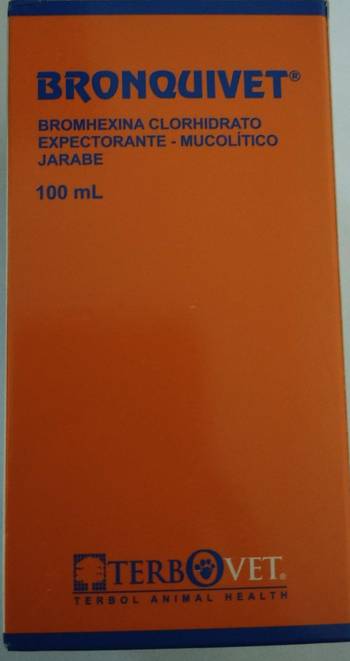 BRONQUIVET®
BROMHEXINA CLORHIDRATO
EXPECTORANTE - MUCOLÍTICO
JARABE
100 mL
TERBOVET®
TERBOL ANIMAL HEALTH